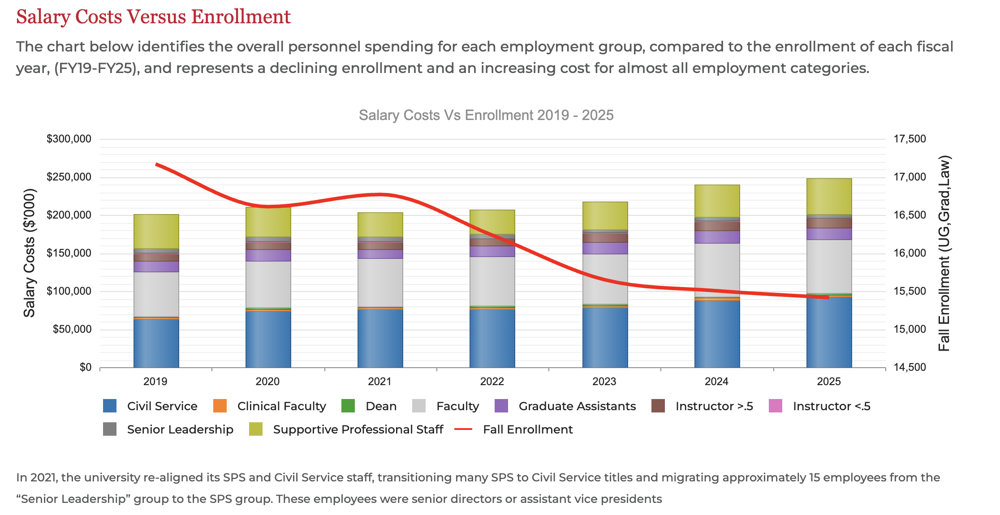 Salary Costs Versus Enrollment
The chart below identifies the overall personnel spending for each employment group, compared to the enrollment of each fiscal
year, (FY19-FY25), and represents a declining enrollment and an increasing cost for almost all employment categories.
Salary Costs Vs Enrollment 2019 - 2025
Salary Costs ($'000)
$300,000
$250,000
$200,000
$150,000
$100,000
$50,000
$0
17,500
17,000
16,500
16,000
15,500
15,000
14,500
Fall Enrollment (UG,Grad,Law)
2019 2020 2021 2022 2023 2024 2025
Civil Service Clinical Faculty Dean Faculty Graduate Assistants Instructor >.5 Instructor <.5
Senior Leadership Supportive Professional Staff Fall Enrollment
In 2021, the university re-aligned its SPS and Civil Service staff, transitioning many SPS to Civil Service titles and migrating approximately 15 employees from the
“Senior Leadership” group to the SPS group. These employees were senior directors or assistant vice presidents